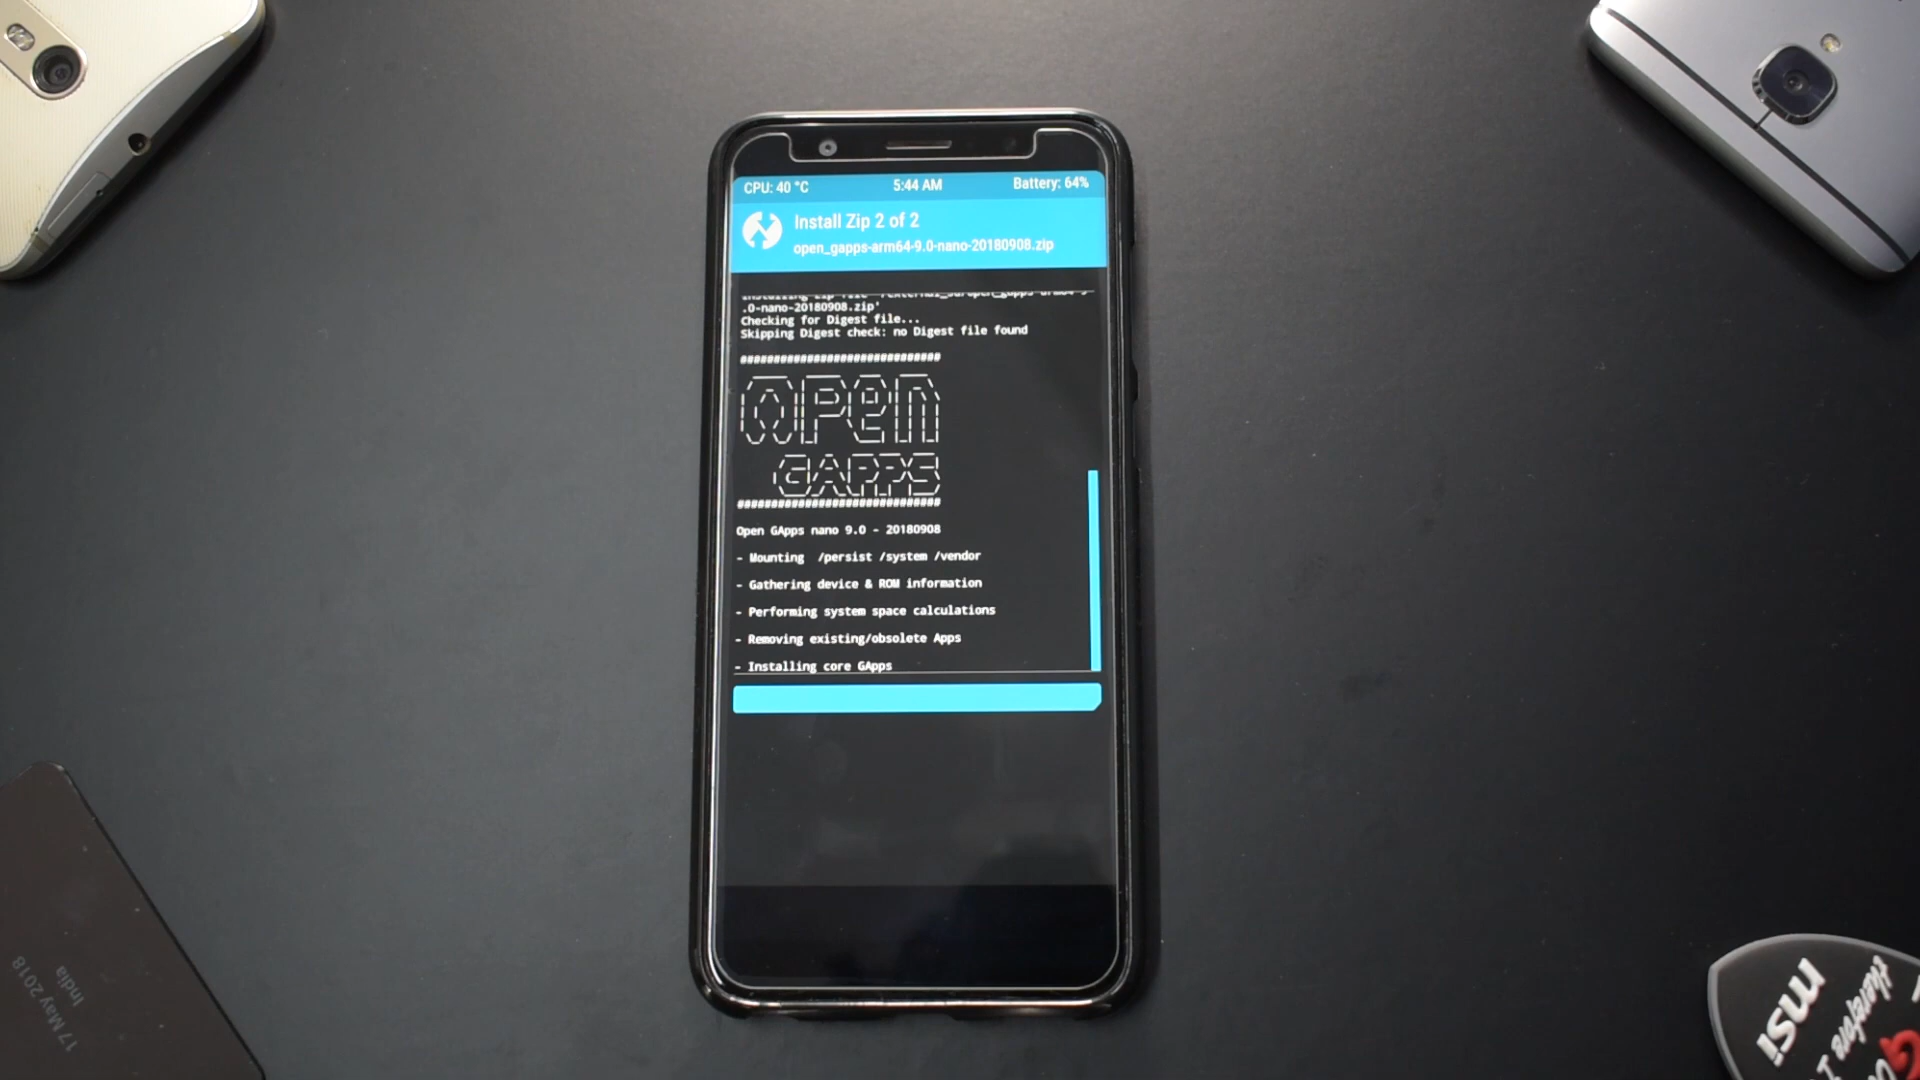 CPU: 40 °C 5:44 AM Battery: 64%
Install Zip 2 of 2
open_gapps-arm64-9.0-nano-20180908.zip
.0-nano-20180908.zip'
Checking for Digest file...
Skipping Digest check: no Digest file found
##############################
OPEN
GAPPS
##############################
Open GApps nano 9.0 - 20180908
- Mounting /persist /system /vendor
- Gathering device & ROM information
- Performing system space calculations
- Removing existing/obsolete Apps
- Installing core GApps
17 May 2018
India
msi
therefore I